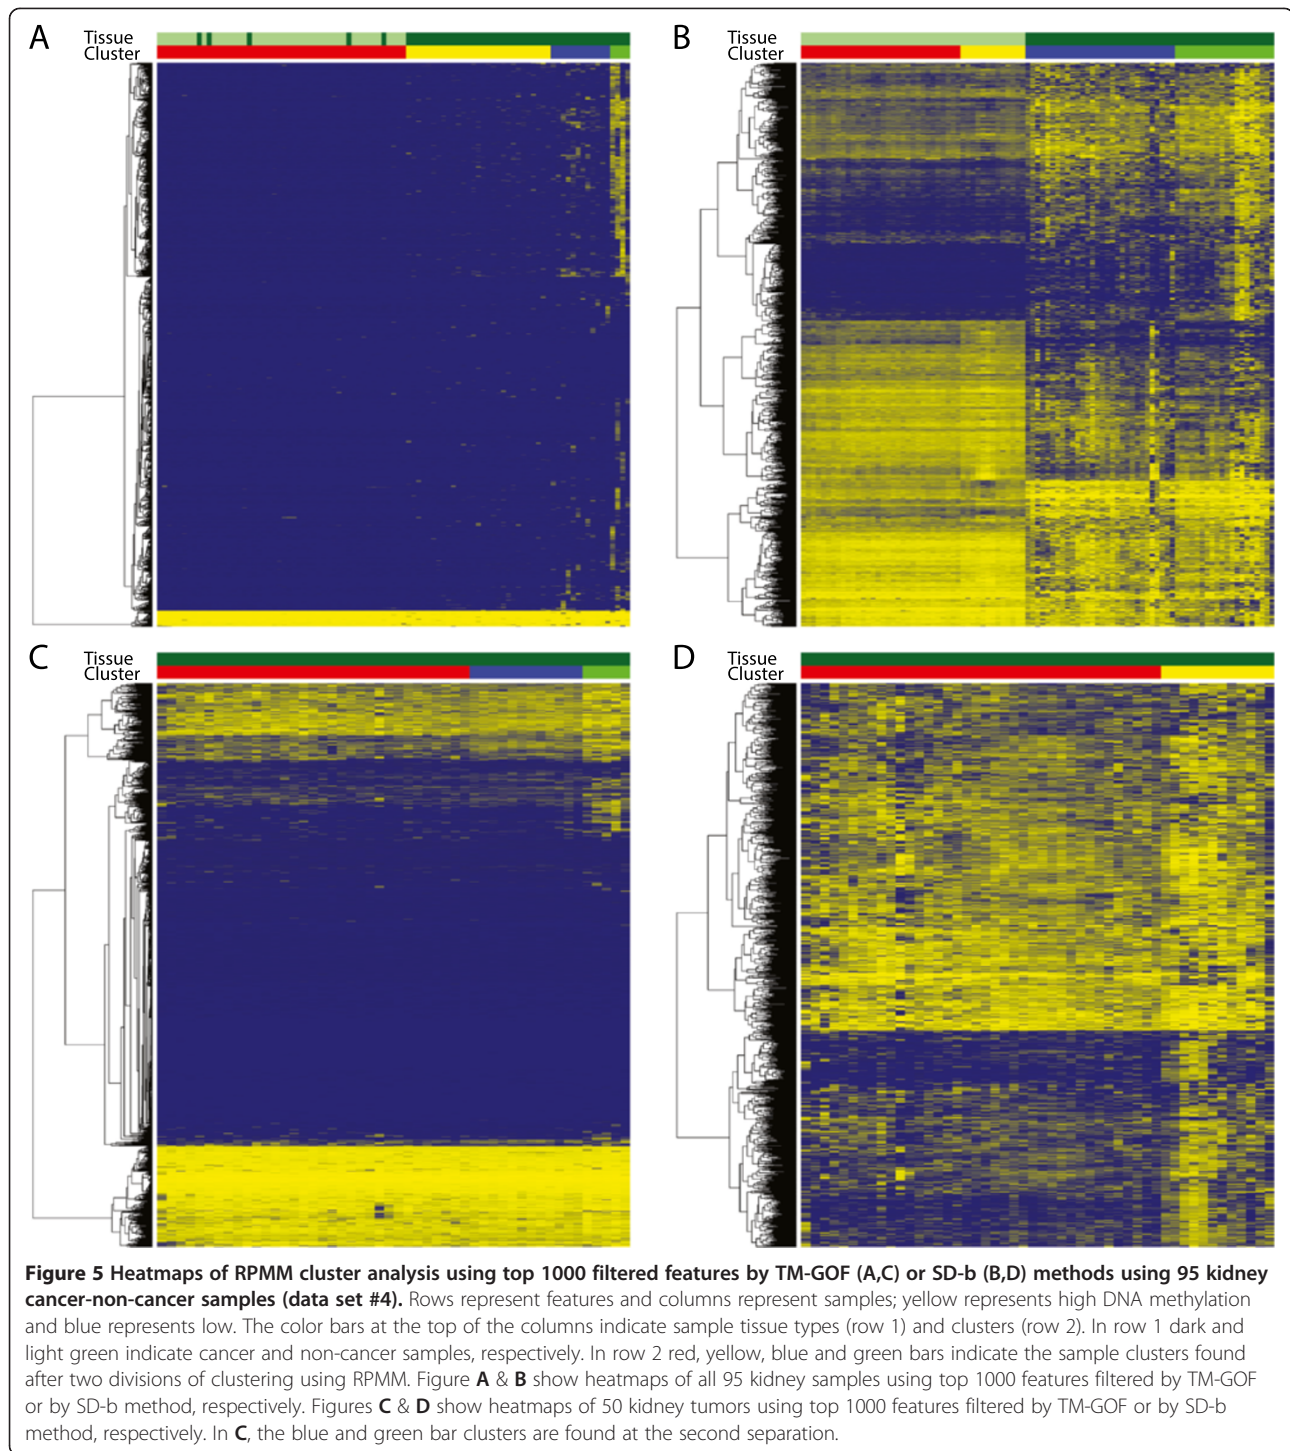 A
Tissue
Cluster
B
Tissue
Cluster
C
Tissue
Cluster
D
Tissue
Cluster
Figure 5 Heatmaps of RPMM cluster analysis using top 1000 filtered features by TM-GOF (A,C) or SD-b (B,D) methods using 95 kidney
cancer-non-cancer samples (data set #4). Rows represent features and columns represent samples; yellow represents high DNA methylation
and blue represents low. The color bars at the top of the columns indicate sample tissue types (row 1) and clusters (row 2). In row 1 dark and
light green indicate cancer and non-cancer samples, respectively. In row 2 red, yellow, blue and green bars indicate the sample clusters found
after two divisions of clustering using RPMM. Figure A & B show heatmaps of all 95 kidney samples using top 1000 features filtered by TM-GOF
or by SD-b method, respectively. Figures C & D show heatmaps of 50 kidney tumors using top 1000 features filtered by TM-GOF or by SD-b
method, respectively. In C, the blue and green bar clusters are found at the second separation.